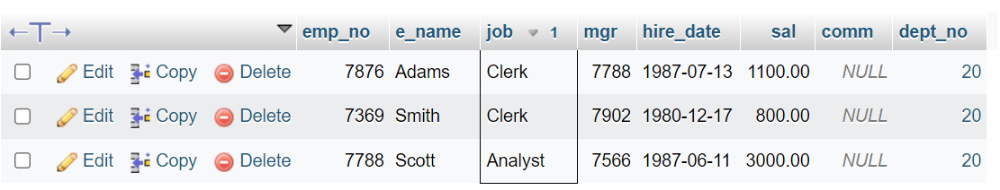 emp_no e_name job 1 mgr hire_date sal comm dept_no
Edit Copy Delete 7876 Adams Clerk 7788 1987-07-13 1100.00 NULL 20
Edit Copy Delete 7369 Smith Clerk 7902 1980-12-17 800.00 NULL 20
Edit Copy Delete 7788 Scott Analyst 7566 1987-06-11 3000.00 NULL 20